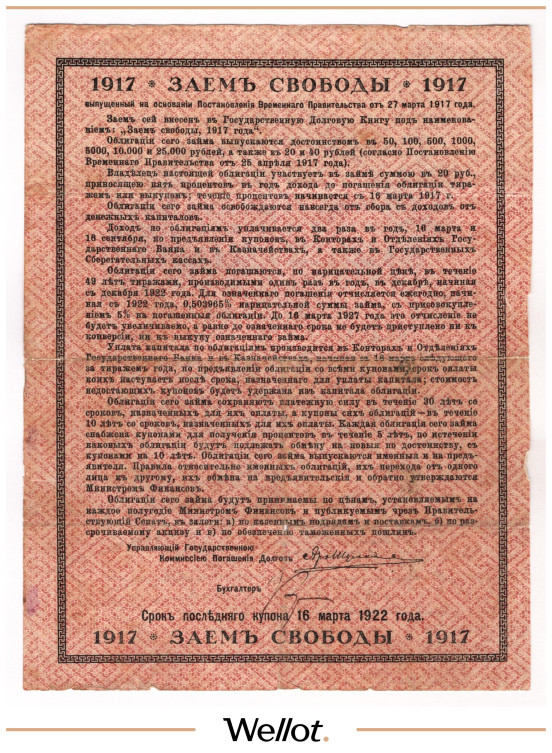 1917 * ЗАЕМЪ СВОБОДЫ * 1917
выпущенный на основаніи Постановленія Временнаго Правительства отъ 27 марта 1917 года.
Заемъ сей внесенъ въ Государственную Долговую Книгу подъ наименова-
ніемъ: „Заемъ свободы, 1917 года“.
Облигаціи сего займа выпускаются достоинствомъ въ 50, 100, 500, 1000,
5000, 10.000 и 25,000 рублей, а также въ 20 и 40 рублей (согласно Постановленію
Временнаго Правительства отъ 25 апрѣля 1917 года).
Владѣлецъ настоящей облигаціи участвуетъ въ займѣ суммою въ 20 руб.,
приносящею пять процентовъ въ годъ дохода до погашенія облигаціи тира-
жемъ или выкупомъ; теченіе процентовъ начинается съ 16 марта 1917 г.
Облигаціи сего займа освобождаются навсегда отъ сбора съ доходовъ отъ
денежныхъ капиталовъ.
Доходъ по облигаціямъ уплачивается два раза въ годъ, 16 марта и
16 сентября, по предъявленіи купоновъ, въ Конторахъ и Отдѣленіяхъ Госу-
дарственнаго Банка и въ Казначействахъ, а также въ Государственныхъ
Сберегательныхъ кассахъ.
Облигаціи сего займа погашаются, по нарицательной цѣнѣ, въ теченіе
49 лѣтъ тиражами, производимыми одинъ разъ въ годъ, въ декабрѣ, начиная
съ декабря 1922 года. Для означеннаго погашенія отчисляется ежегодно, начи-
ная съ 1922 года, 0,503965% нарицательной суммы займа, съ присовокупле-
ніемъ 5% на погашенныя облигаціи. До 16 марта 1927 года это отчисленіе не
будетъ увеличиваемо, а равно до означеннаго срока не будетъ приступлено ни къ
конверсіи, ни къ выкупу означеннаго займа.
Уплата капитала по облигаціямъ производится въ Конторахъ и Отдѣленіяхъ
Государственнаго Банка и въ Казначействахъ, начиная съ 16 марта слѣдующаго
за тиражемъ года, по предъявленіи облигаціи со всѣми купонами, срокъ оплаты
коихъ наступаетъ послѣ срока, назначеннаго для уплаты капитала; стоимость
недостающихъ купоновъ будетъ удержана изъ капитала облигаціи.
Облигаціи сего займа сохраняютъ платежную силу въ теченіе 30 лѣтъ со
сроковъ, назначенныхъ для ихъ оплаты, а купоны сихъ облигацій — въ теченіе
10 лѣтъ со сроковъ, назначенныхъ для ихъ оплаты. Каждая облигація сего займа
снабжена купонами для полученія процентовъ въ теченіе 5 лѣтъ, по истеченіи
каковыхъ облигаціи будутъ подлежать обмѣну на новыя по достоинству, съ
купонами на 10 лѣтъ. Облигаціи сего займа выпускаются именныя и на предъ-
явителя. Правила относительно именныхъ облигацій, ихъ перехода отъ одного
лица къ другому, ихъ обмѣна на предъявительскія и обратно утверждаются
Министромъ Финансовъ.
Облигаціи сего займа будутъ принимаемы по цѣнамъ, установляемымъ на
каждое полугодіе Министромъ Финансовъ и публикуемымъ чрезъ Правитель-
ствующій Сенатъ, въ залоги: а) по казеннымъ подрядамъ и поставкамъ, б) по раз-
срочиваемому акцизу и в) по обезпеченію таможенныхъ пошлинъ.
Управляющій Государственною
Комиссіею Погашенія Долговъ
Бухгалтеръ
Срокъ послѣдняго купона 16 марта 1922 года.
1917 * ЗАЕМЪ СВОБОДЫ * 1917
Wellot.